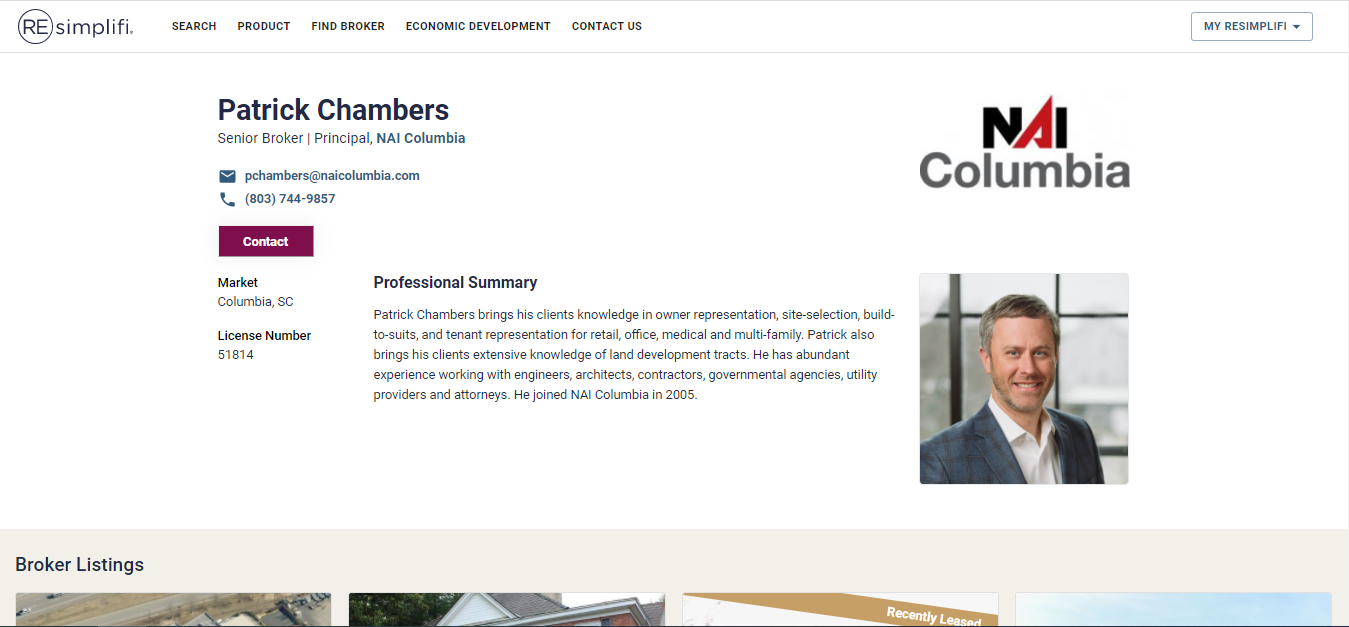 REsimplifi.
SEARCH PRODUCT FIND BROKER ECONOMIC DEVELOPMENT CONTACT US
MY RESIMPLIFI
Patrick Chambers
Senior Broker | Principal, NAI Columbia
pchambers@naicolumbia.com
(803) 744-9857
Contact
NAI
Columbia
Market
Columbia, SC
License Number
51814
Professional Summary
Patrick Chambers brings his clients knowledge in owner representation, site-selection, build-
to-suits, and tenant representation for retail, office, medical and multi-family. Patrick also
brings his clients extensive knowledge of land development tracts. He has abundant
experience working with engineers, architects, contractors, governmental agencies, utility
providers and attorneys. He joined NAI Columbia in 2005.
Broker Listings
Recently Leased